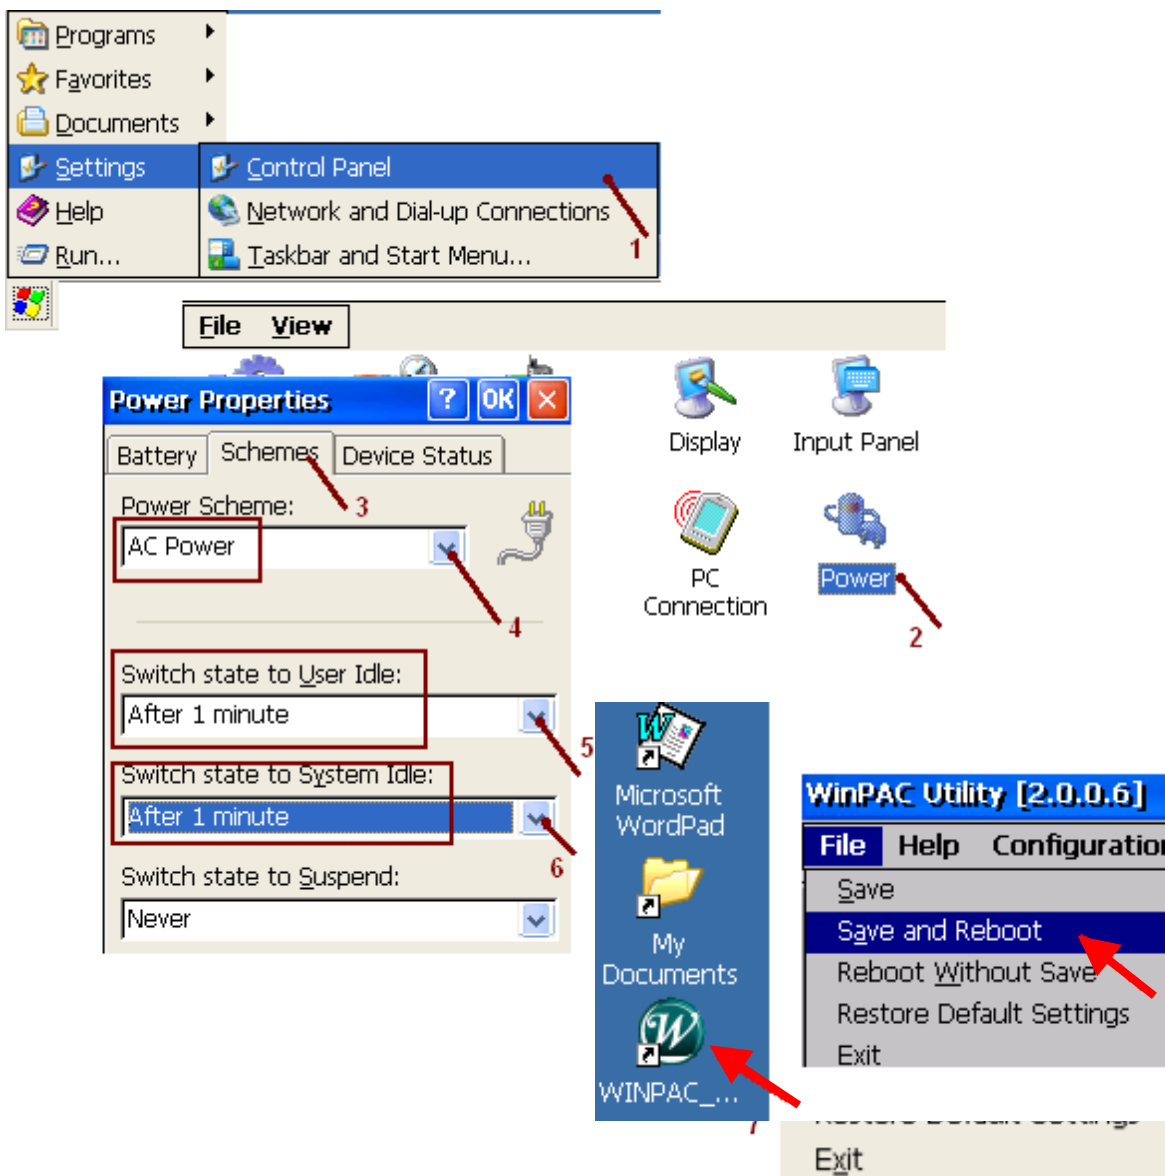 Programs
Favorites
Documents
Settings
Control Panel
Help
Network and Dial-up Connections
1
Run...
Taskbar and Start Menu...
File View
Power Properties ? OK
Display
Input Panel
Battery Schemes Device Status
3
Power Scheme:
AC Power
4
PC
Connection
Power
2
Switch state to User Idle:
After 1 minute
5
Switch state to System Idle:
After 1 minute
6
Switch state to Suspend:
Never
Microsoft
WordPad
My
Documents
WINPAC_...
7
WinPAC Utility [2.0.0.6]
File Help Configuration
Save
Save and Reboot
Reboot Without Save
Restore Default Settings
Exit
Restore Default Settings
Exit